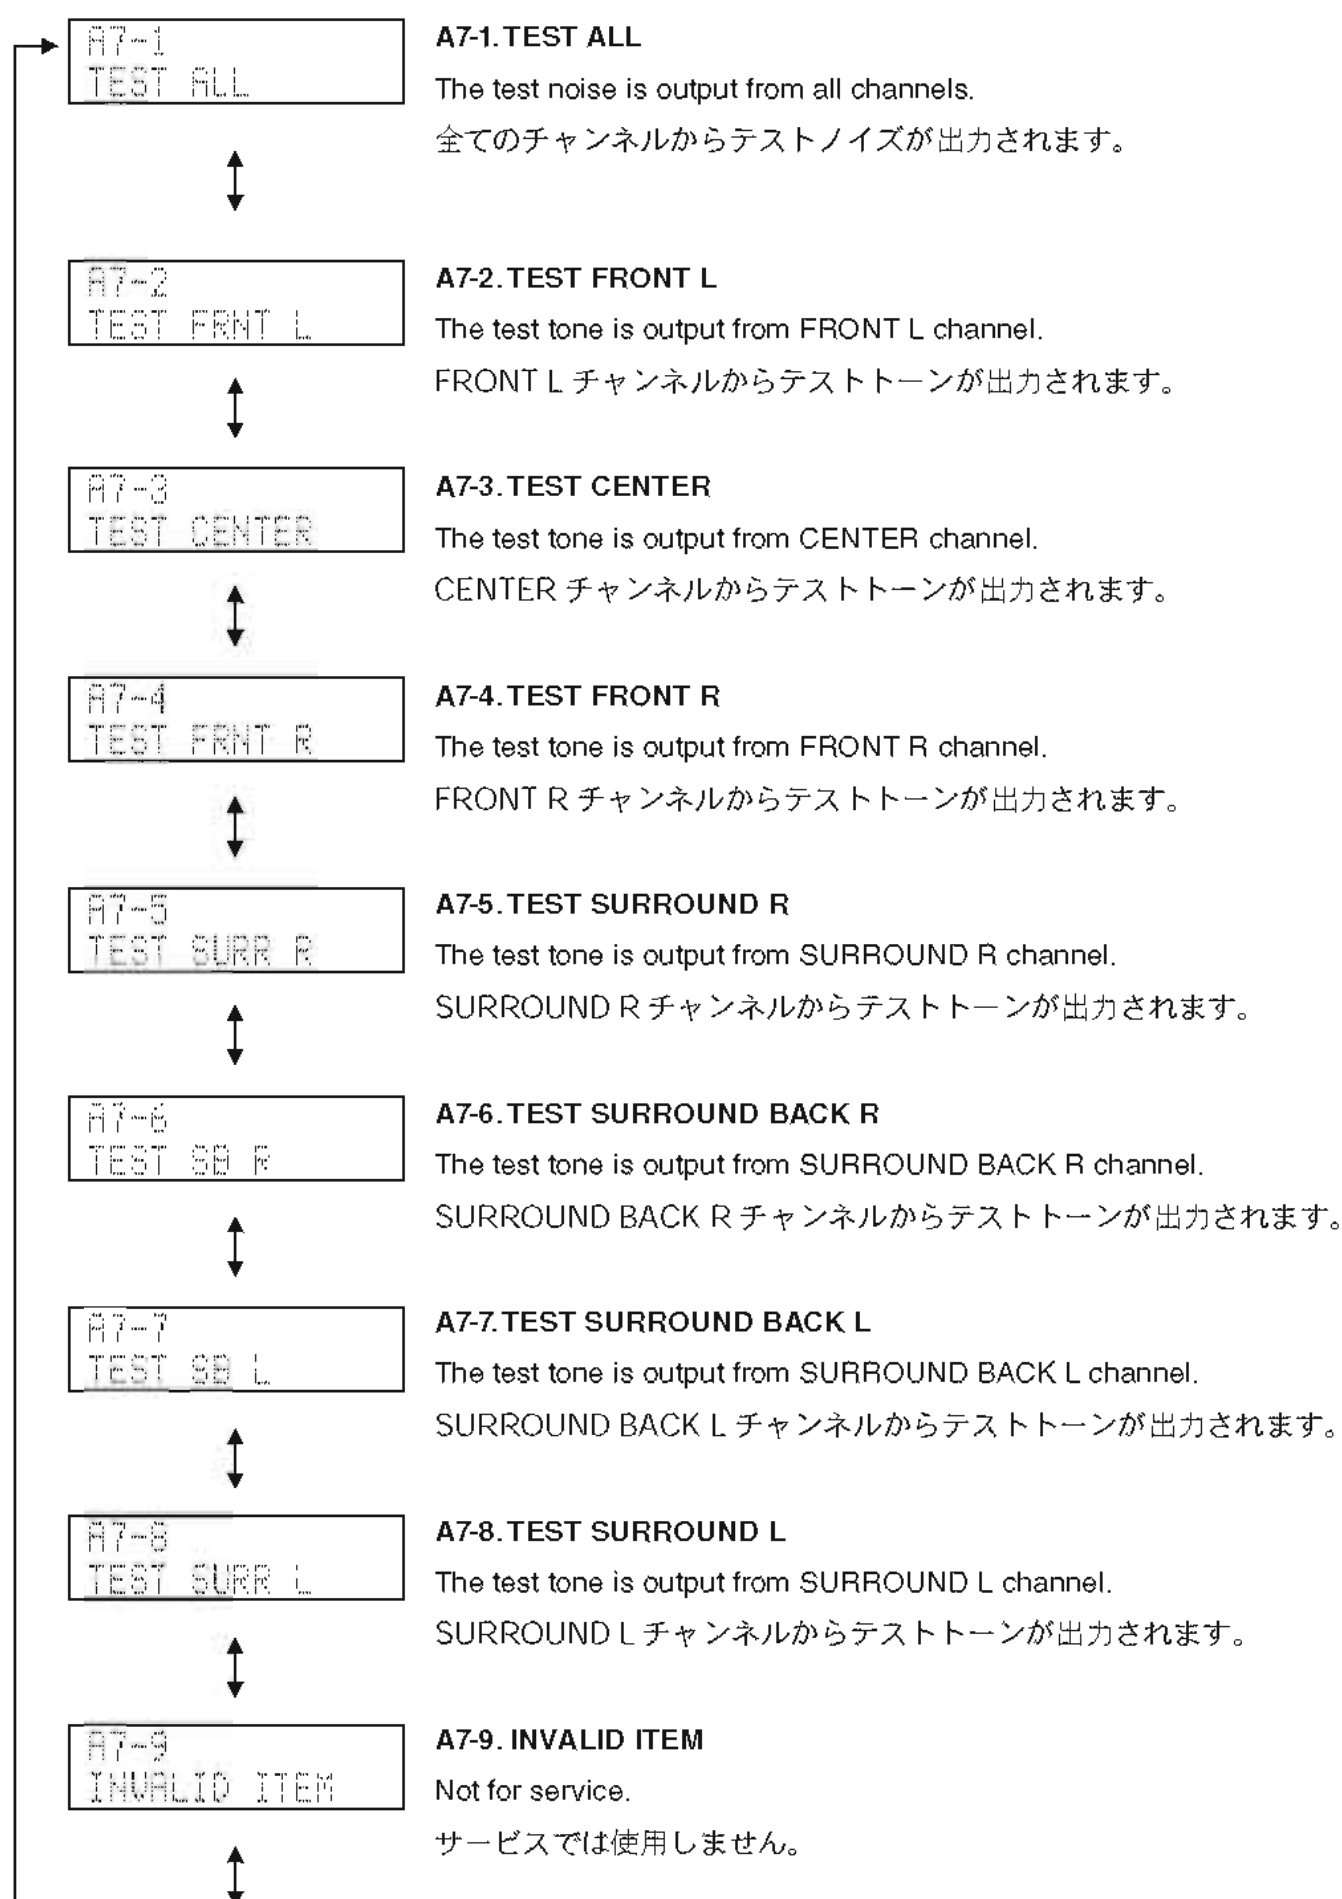 A7-1
TEST ALL
A7-1. TEST ALL
The test noise is output from all channels.
全てのチャンネルからテストノイズが出力されます。
A7-2
TEST FRNT L
A7-2. TEST FRONT L
The test tone is output from FRONT L channel.
FRONT L チャンネルからテストトーンが出力されます。
A7-3
TEST CENTER
A7-3. TEST CENTER
The test tone is output from CENTER channel.
CENTER チャンネルからテストトーンが出力されます。
A7-4
TEST FRNT R
A7-4. TEST FRONT R
The test tone is output from FRONT R channel.
FRONT R チャンネルからテストトーンが出力されます。
A7-5
TEST SURR R
A7-5. TEST SURROUND R
The test tone is output from SURROUND R channel.
SURROUND R チャンネルからテストトーンが出力されます。
A7-6
TEST SB R
A7-6. TEST SURROUND BACK R
The test tone is output from SURROUND BACK R channel.
SURROUND BACK R チャンネルからテストトーンが出力されます。
A7-7
TEST SB L
A7-7. TEST SURROUND BACK L
The test tone is output from SURROUND BACK L channel.
SURROUND BACK L チャンネルからテストトーンが出力されます。
A7-8
TEST SURR L
A7-8. TEST SURROUND L
The test tone is output from SURROUND L channel.
SURROUND L チャンネルからテストトーンが出力されます。
A7-9
INVALID ITEM
A7-9. INVALID ITEM
Not for service.
サービスでは使用しません。